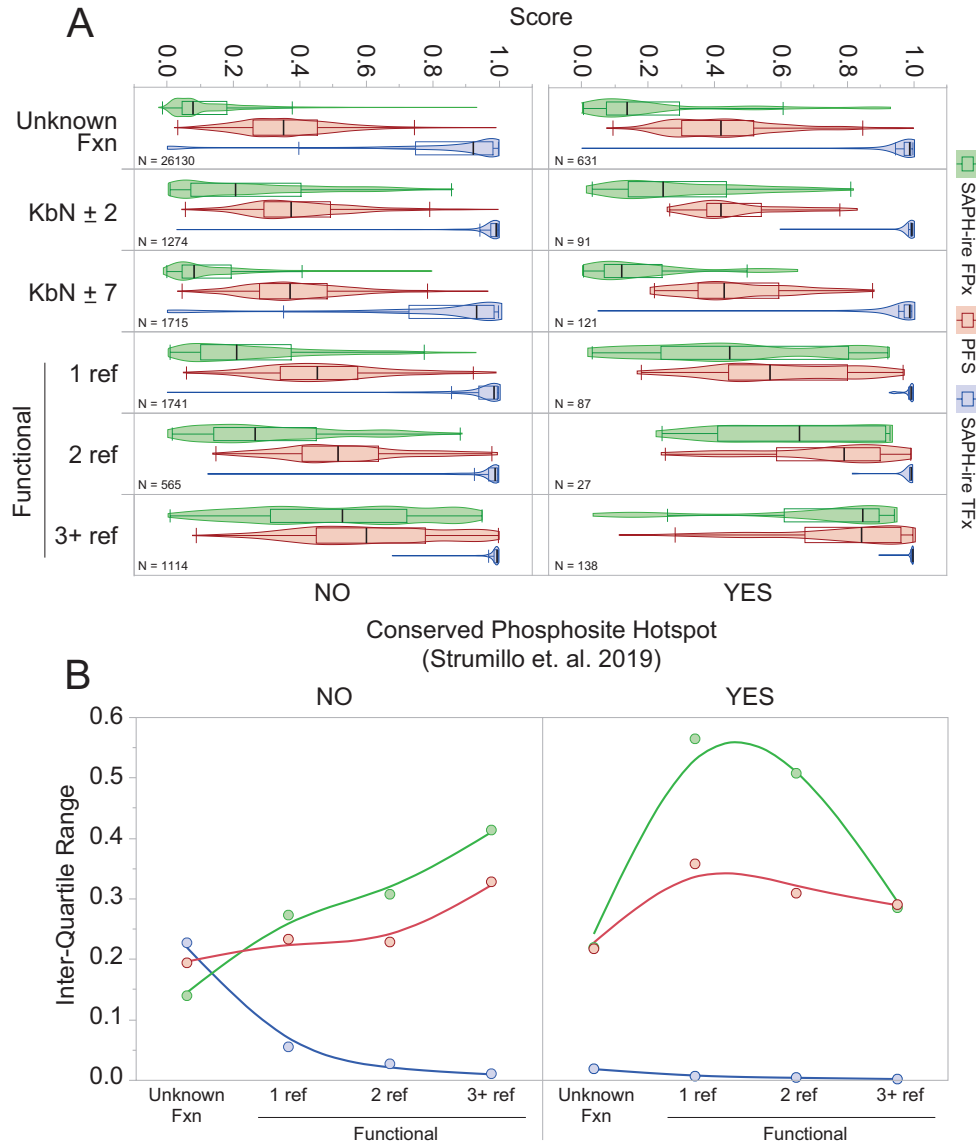 A
Score
0.0 0.2 0.4 0.6 0.8 1.0
0.0 0.2 0.4 0.6 0.8 1.0
Unknown
Fxn
N = 26130
N = 631
KbN ± 2
N = 1274
N = 91
KbN ± 7
N = 1715
N = 121
Functional
1 ref
N = 1741
N = 87
2 ref
N = 565
N = 27
3+ ref
N = 1114
N = 138
SAPH-ire FPx
PFS
SAPH-ire TFx
NO YES
Conserved Phosphosite Hotspot
(Strumillo et. al. 2019)
B
NO YES
Inter-Quartile Range
0.6
0.5
0.4
0.3
0.2
0.1
0.0
Unknown
Fxn
1 ref 2 ref 3+ ref
Functional
Unknown
Fxn
1 ref 2 ref 3+ ref
Functional